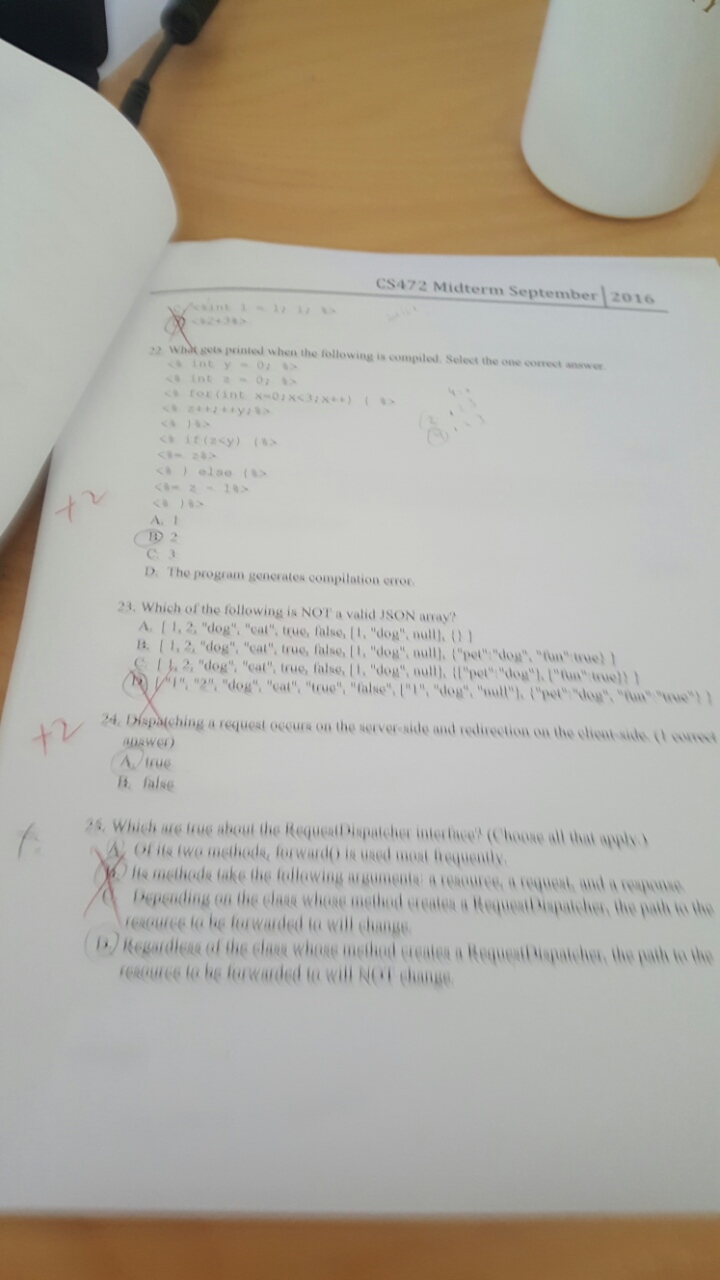 CS472 Midterm September | 2016
<%int i = 1; i; %>
<%2+3%>
22. What gets printed when the following is compiled. Select the one correct answer.
<% int y = 0; %>
<% int z = 0; %>
<% for(int x=0;x<3;x++) { %>
<% z++;++y;%>
<% }%>
<% if(z<y) {%>
<%= z%>
<% } else {%>
<%= z - 1%>
<% }%>
+2
A. 1
B. 2
C. 3
D. The program generates compilation error.
23. Which of the following is NOT a valid JSON array?
A. [ 1, 2, "dog", "cat", true, false, [1, "dog", null], {} ]
B. [ 1, 2, "dog", "cat", true, false, [1, "dog", null], {"pet":"dog", "fun":true} ]
C. [ 1, 2, "dog", "cat", true, false, [1, "dog", null], {["pet":"dog"], ["fun":true]} ]
D. [ "1", "2", "dog", "cat", "true", "false", ["1", "dog", "null"], {"pet":"dog", "fun":"true"} ]
+2
24. Dispatching a request occurs on the server-side and redirection on the client-side. (1 correct
answer)
A. true
B. false
25. Which are true about the RequestDispatcher interface? (Choose all that apply.)
A. Of its two methods, forward() is used most frequently.
B. Its methods take the following arguments: a resource, a request, and a response.
C. Depending on the class whose method creates a RequestDispatcher, the path to the
resource to be forwarded to will change.
D. Regardless of the class whose method creates a RequestDispatcher, the path to the
resource to be forwarded to will NOT change.